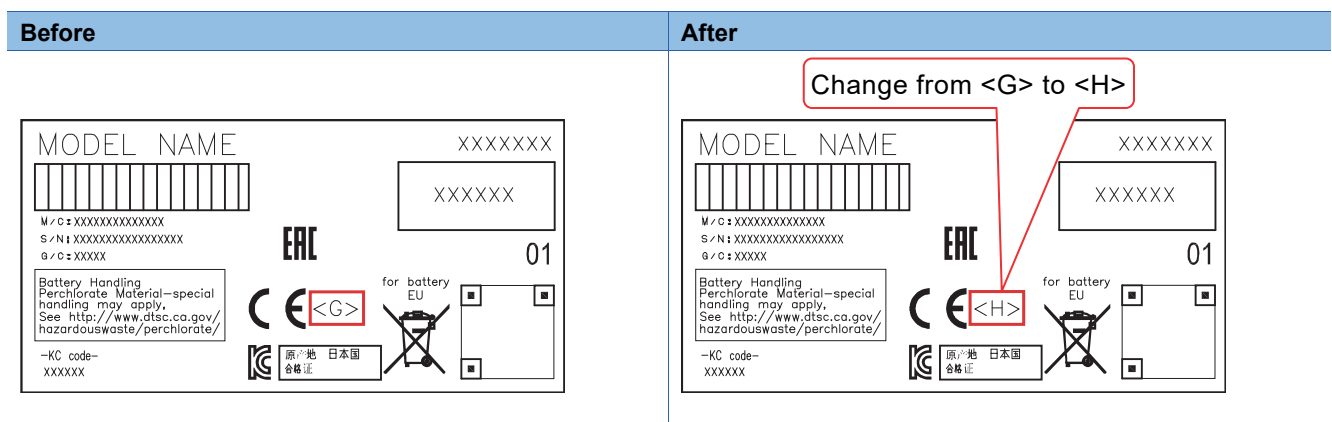 Before
After
Change from <G> to <H>
MODEL NAME
XXXXXXX
XXXXXX
M/C:XXXXXXXXXXXXXX
S/N:XXXXXXXXXXXXXXXXX
G/C:XXXXX
EAC
01
Battery Handling
Perchlorate Material-special
handling may apply,
See http://www.dtsc.ca.gov/
hazardouswaste/perchlorate/
CE
<G>
for battery
EU
-KC code-
XXXXXX
原产地 日本国
合格证
MODEL NAME
XXXXXXX
XXXXXX
M/C:XXXXXXXXXXXXXX
S/N:XXXXXXXXXXXXXXXXX
G/C:XXXXX
EAC
01
Battery Handling
Perchlorate Material-special
handling may apply,
See http://www.dtsc.ca.gov/
hazardouswaste/perchlorate/
CE
<H>
for battery
EU
-KC code-
XXXXXX
原产地 日本国
合格证